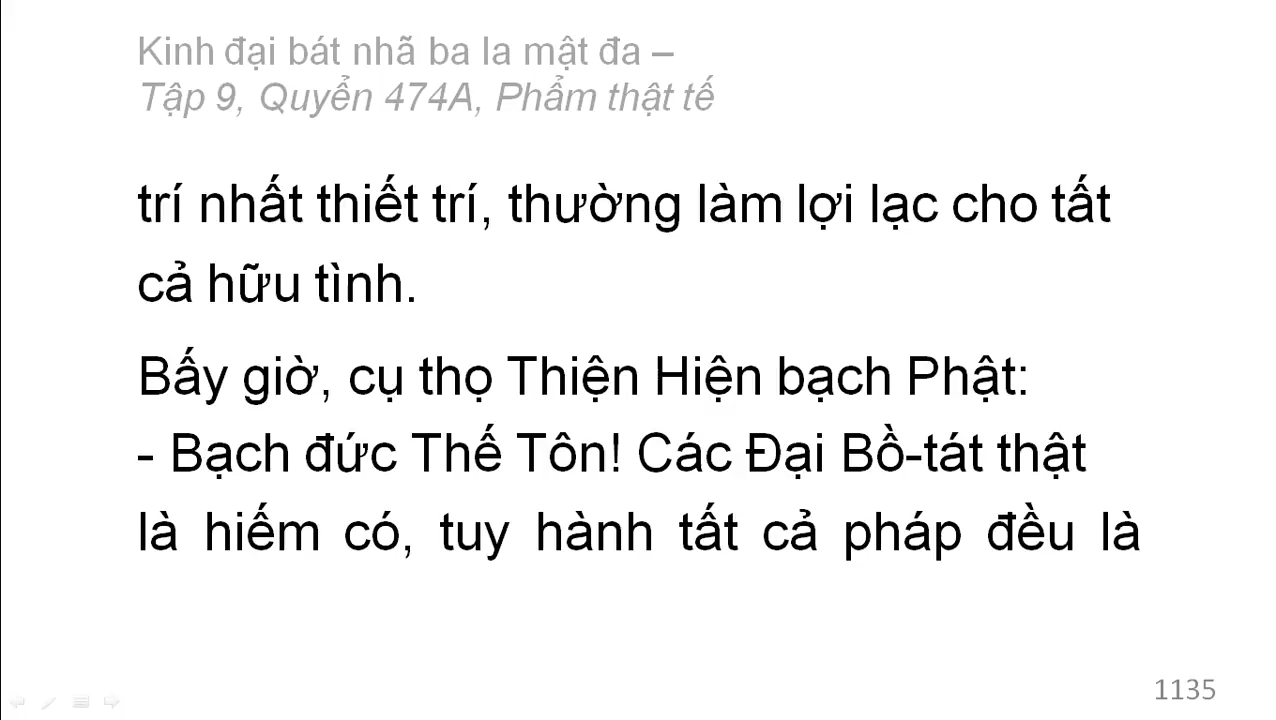 Kinh đại bát nhã ba la mật đa –
Tập 9, Quyển 474A, Phẩm thật tế
trí nhất thiết trí, thường làm lợi lạc cho tất
cả hữu tình.
Bấy giờ, cụ thọ Thiện Hiện bạch Phật:
- Bạch đức Thế Tôn! Các Đại Bồ-tát thật
là hiếm có, tuy hành tất cả pháp đều là
1135